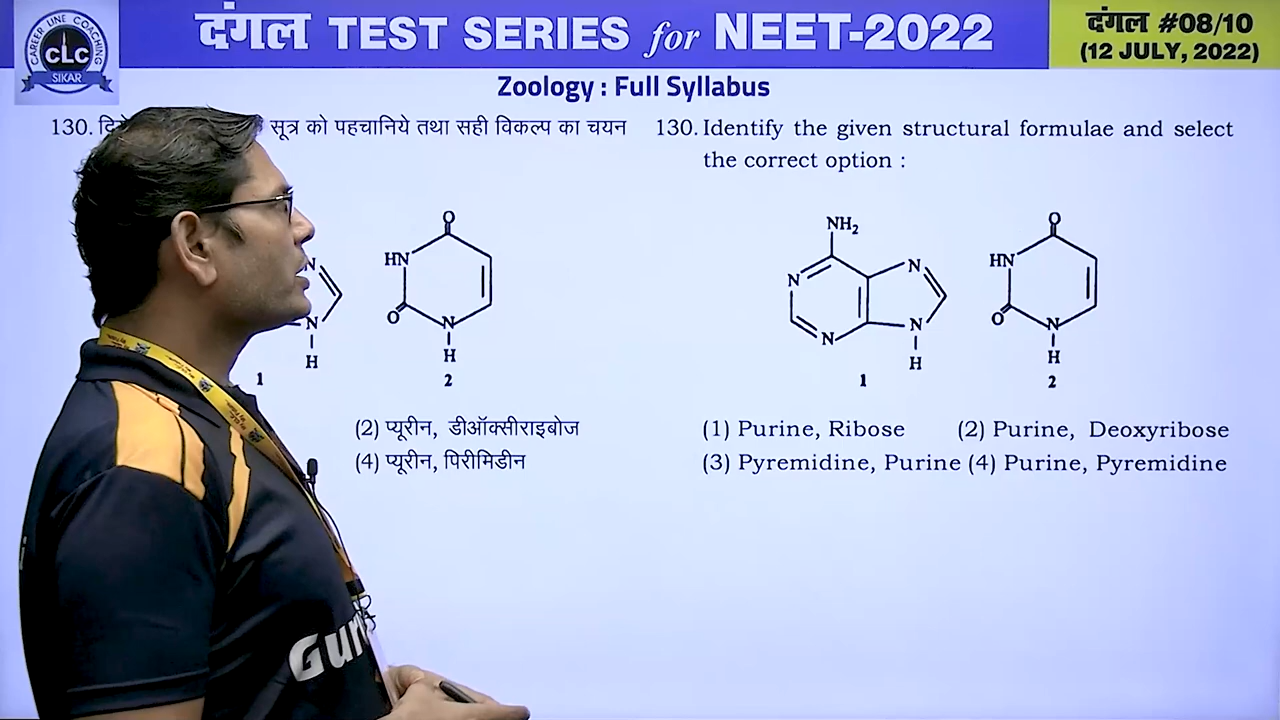 CAREER LINE COACHING
CLC
SIKAR
दंगल TEST SERIES for NEET-2022
दंगल #08/10
(12 JULY, 2022)
Zoology : Full Syllabus
130. सूत्र को पहचानिये तथा सही विकल्प का चयन
N
N
H
1
O
HN
O
N
H
2
(2) प्यूरीन, डीऑक्सीराइबोज
(4) प्यूरीन, पिरीमिडीन
130. Identify the given structural formulae and select
the correct option :
NH₂
N
N
N
N
H
1
O
HN
O
N
H
2
(1) Purine, Ribose (2) Purine, Deoxyribose
(3) Pyremidine, Purine (4) Purine, Pyremidine